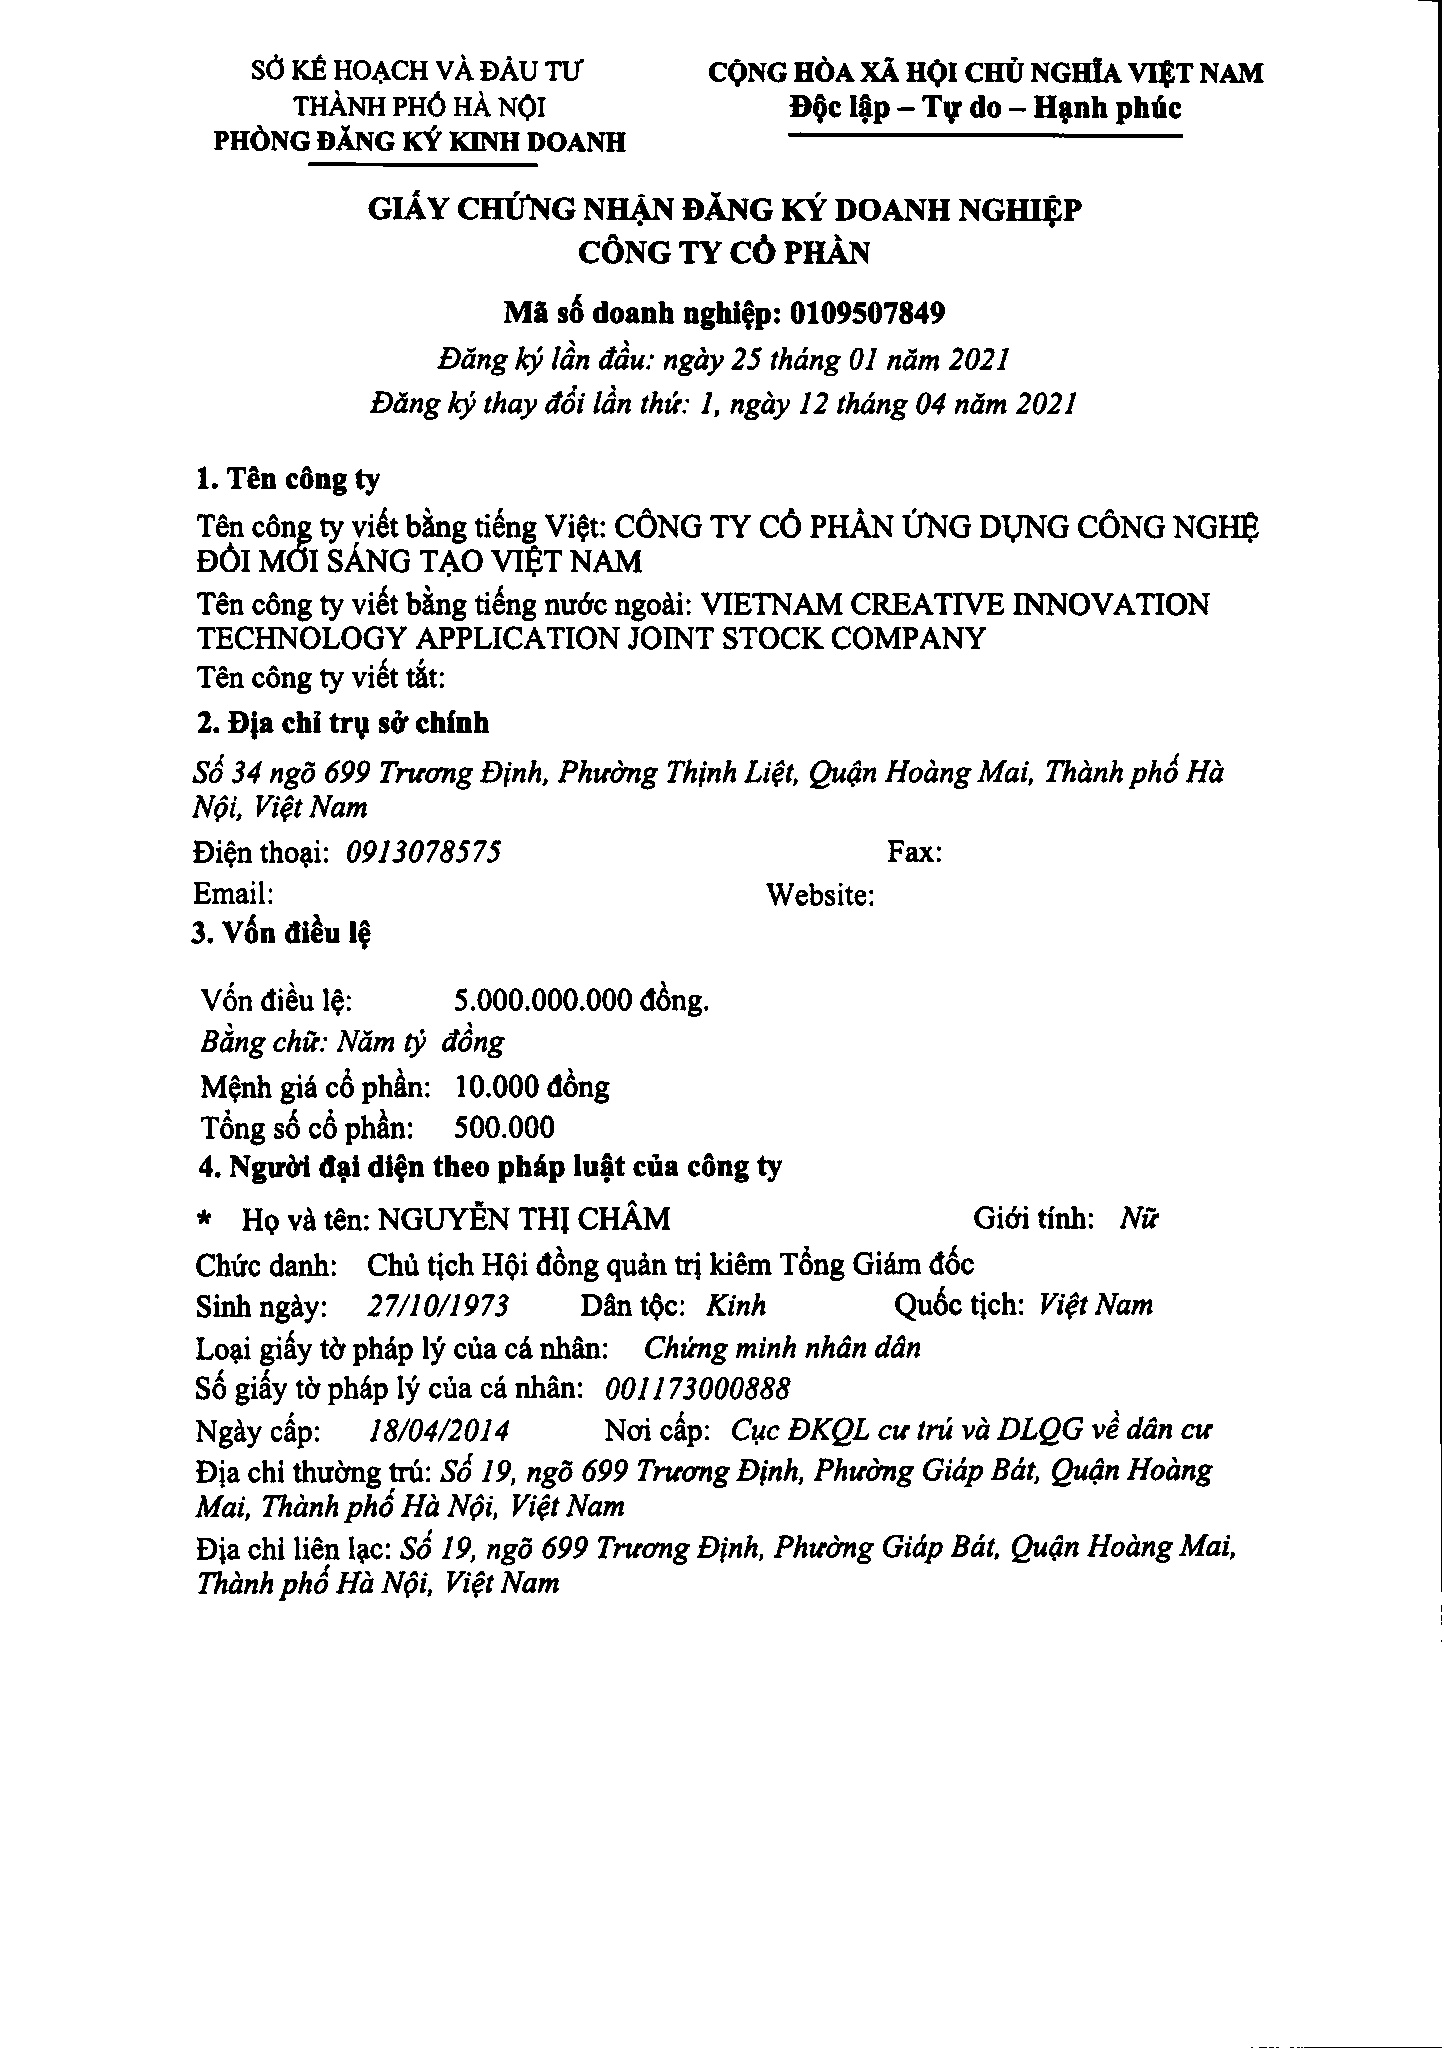 SỞ KẾ HOẠCH VÀ ĐẦU TƯ
THÀNH PHỐ HÀ NỘI
PHÒNG ĐĂNG KÝ KINH DOANH
CỘNG HÒA XÃ HỘI CHỦ NGHĨA VIỆT NAM
Độc lập – Tự do – Hạnh phúc
GIẤY CHỨNG NHẬN ĐĂNG KÝ DOANH NGHIỆP
CÔNG TY CỔ PHẦN
Mã số doanh nghiệp: 0109507849
Đăng ký lần đầu: ngày 25 tháng 01 năm 2021
Đăng ký thay đổi lần thứ: 1, ngày 12 tháng 04 năm 2021
1. Tên công ty
Tên công ty viết bằng tiếng Việt: CÔNG TY CỔ PHẦN ỨNG DỤNG CÔNG NGHỆ
ĐỔI MỚI SÁNG TẠO VIỆT NAM
Tên công ty viết bằng tiếng nước ngoài: VIETNAM CREATIVE INNOVATION
TECHNOLOGY APPLICATION JOINT STOCK COMPANY
Tên công ty viết tắt:
2. Địa chỉ trụ sở chính
Số 34 ngõ 699 Trương Định, Phường Thịnh Liệt, Quận Hoàng Mai, Thành phố Hà
Nội, Việt Nam
Điện thoại: 0913078575 Fax:
Email: Website:
3. Vốn điều lệ
Vốn điều lệ: 5.000.000.000 đồng.
Bằng chữ: Năm tỷ đồng
Mệnh giá cổ phần: 10.000 đồng
Tổng số cổ phần: 500.000
4. Người đại diện theo pháp luật của công ty
* Họ và tên: NGUYỄN THỊ CHÂM Giới tính: Nữ
Chức danh: Chủ tịch Hội đồng quản trị kiêm Tổng Giám đốc
Sinh ngày: 27/10/1973 Dân tộc: Kinh Quốc tịch: Việt Nam
Loại giấy tờ pháp lý của cá nhân: Chứng minh nhân dân
Số giấy tờ pháp lý của cá nhân: 001173000888
Ngày cấp: 18/04/2014 Nơi cấp: Cục ĐKQL cư trú và DLQG về dân cư
Địa chỉ thường trú: Số 19, ngõ 699 Trương Định, Phường Giáp Bát, Quận Hoàng
Mai, Thành phố Hà Nội, Việt Nam
Địa chỉ liên lạc: Số 19, ngõ 699 Trương Định, Phường Giáp Bát, Quận Hoàng Mai,
Thành phố Hà Nội, Việt Nam